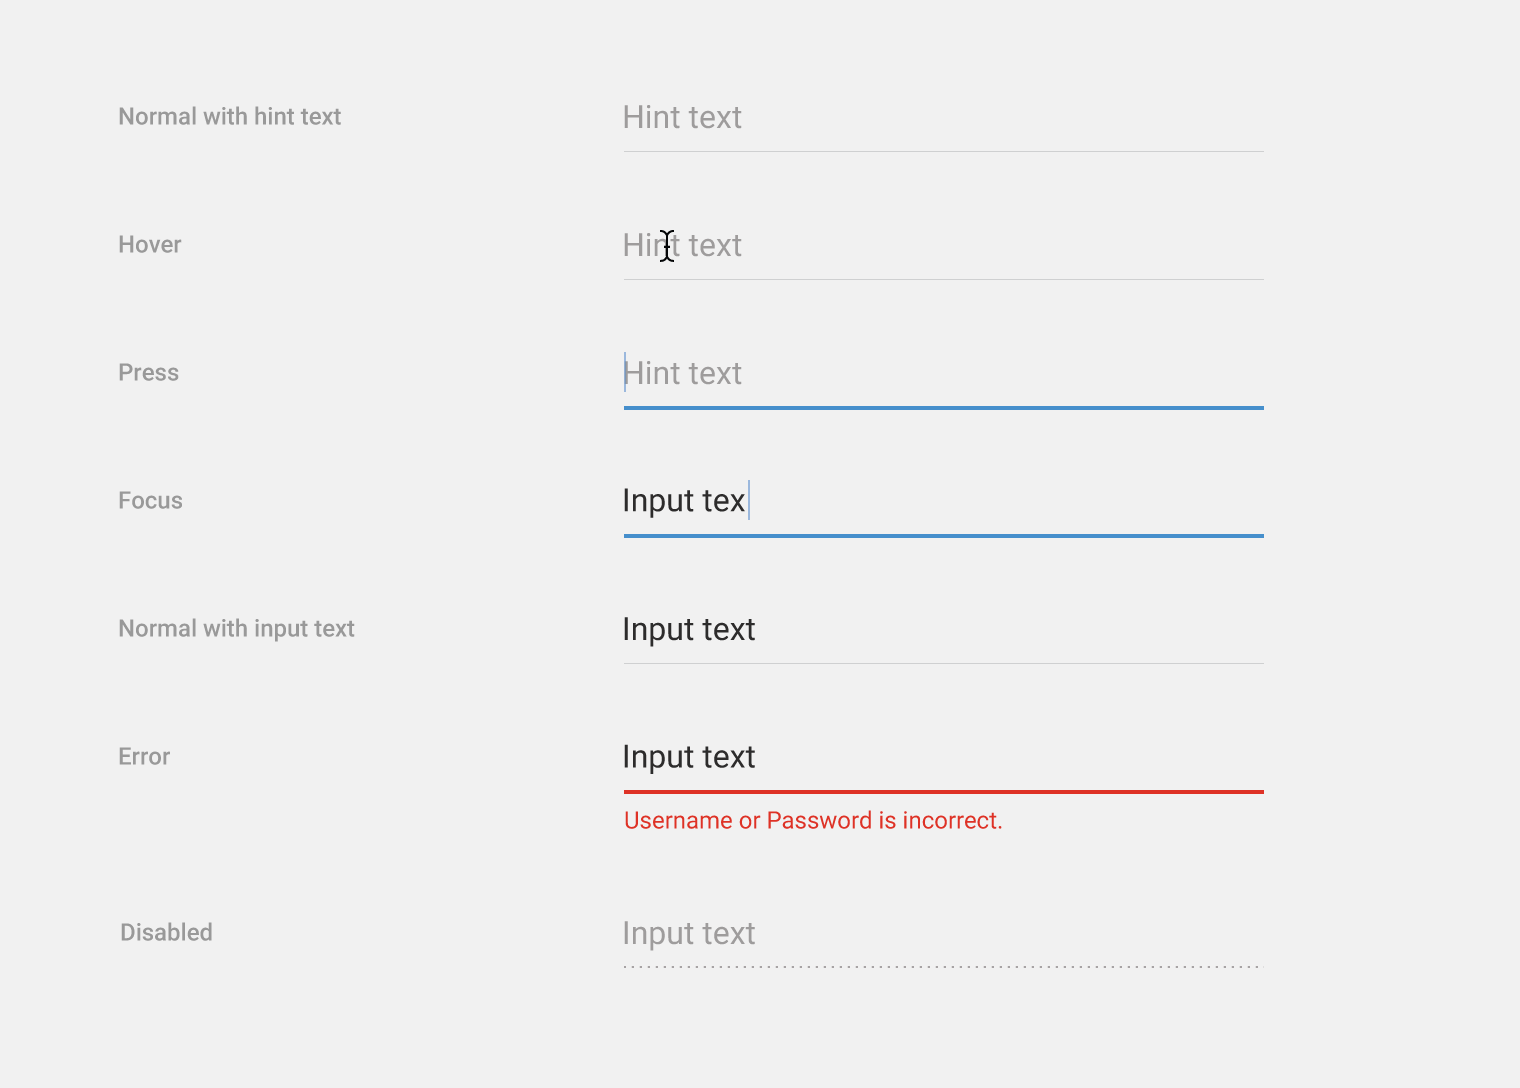 Normal with hint text
Hint text
Hover
Hint text
Press
Hint text
Focus
Input tex
Normal with input text
Input text
Error
Input text
Username or Password is incorrect.
Disabled
Input text